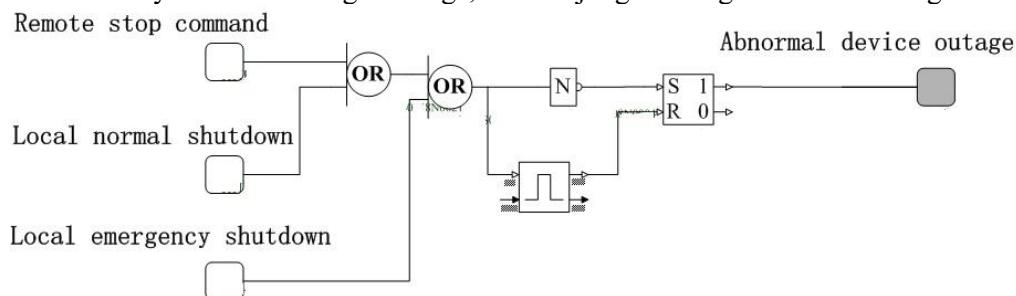 Remote stop command
Abnormal device outage
OR
OR
N
S 1
R 0
Local normal shutdown
Local emergency shutdown